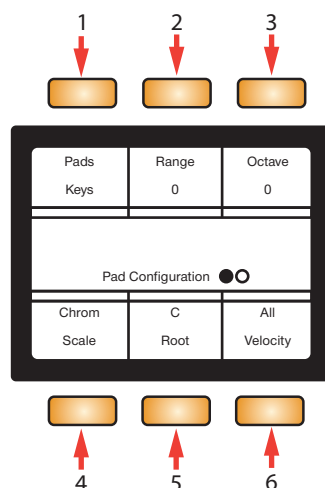 1 2 3
Pads Range Octave
Keys 0 0
Pad Configuration
Chrom C All
Scale Root Velocity
4 5 6